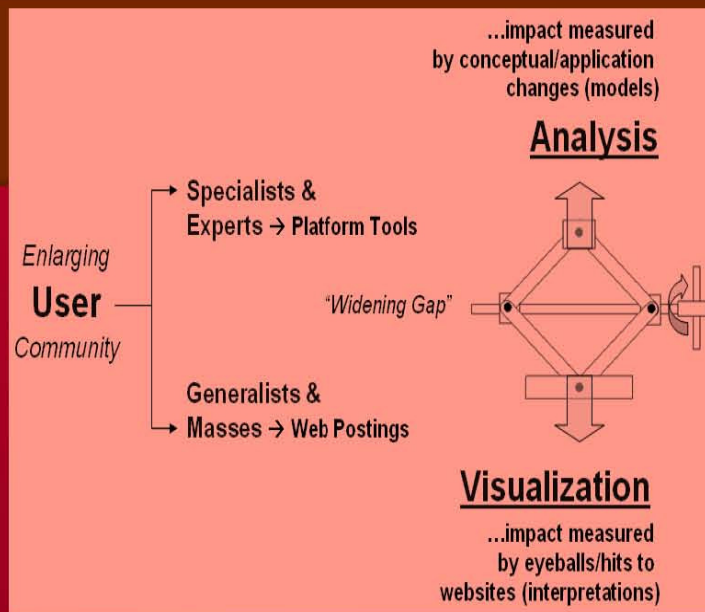 ...impact measured
by conceptual/application
changes (models)
Analysis
Specialists &
Experts → Platform Tools
Enlarging
User
Community
"Widening Gap"
Generalists &
Masses → Web Postings
Visualization
...impact measured
by eyeballs/hits to
websites (interpretations)